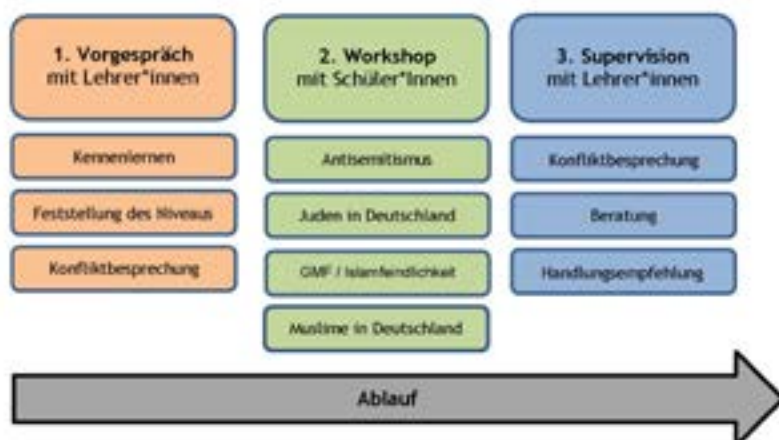 1. Vorgespräch
mit Lehrer*innen
Kennenlernen
Feststellung des Niveaus
Konfliktbesprechung
2. Workshop
mit Schüler*Innen
Antisemitismus
Juden in Deutschland
GMF / Islamfeindlichkeit
Muslime in Deutschland
3. Supervision
mit Lehrer*innen
Konfliktbesprechung
Beratung
Handlungsempfehlung
Ablauf